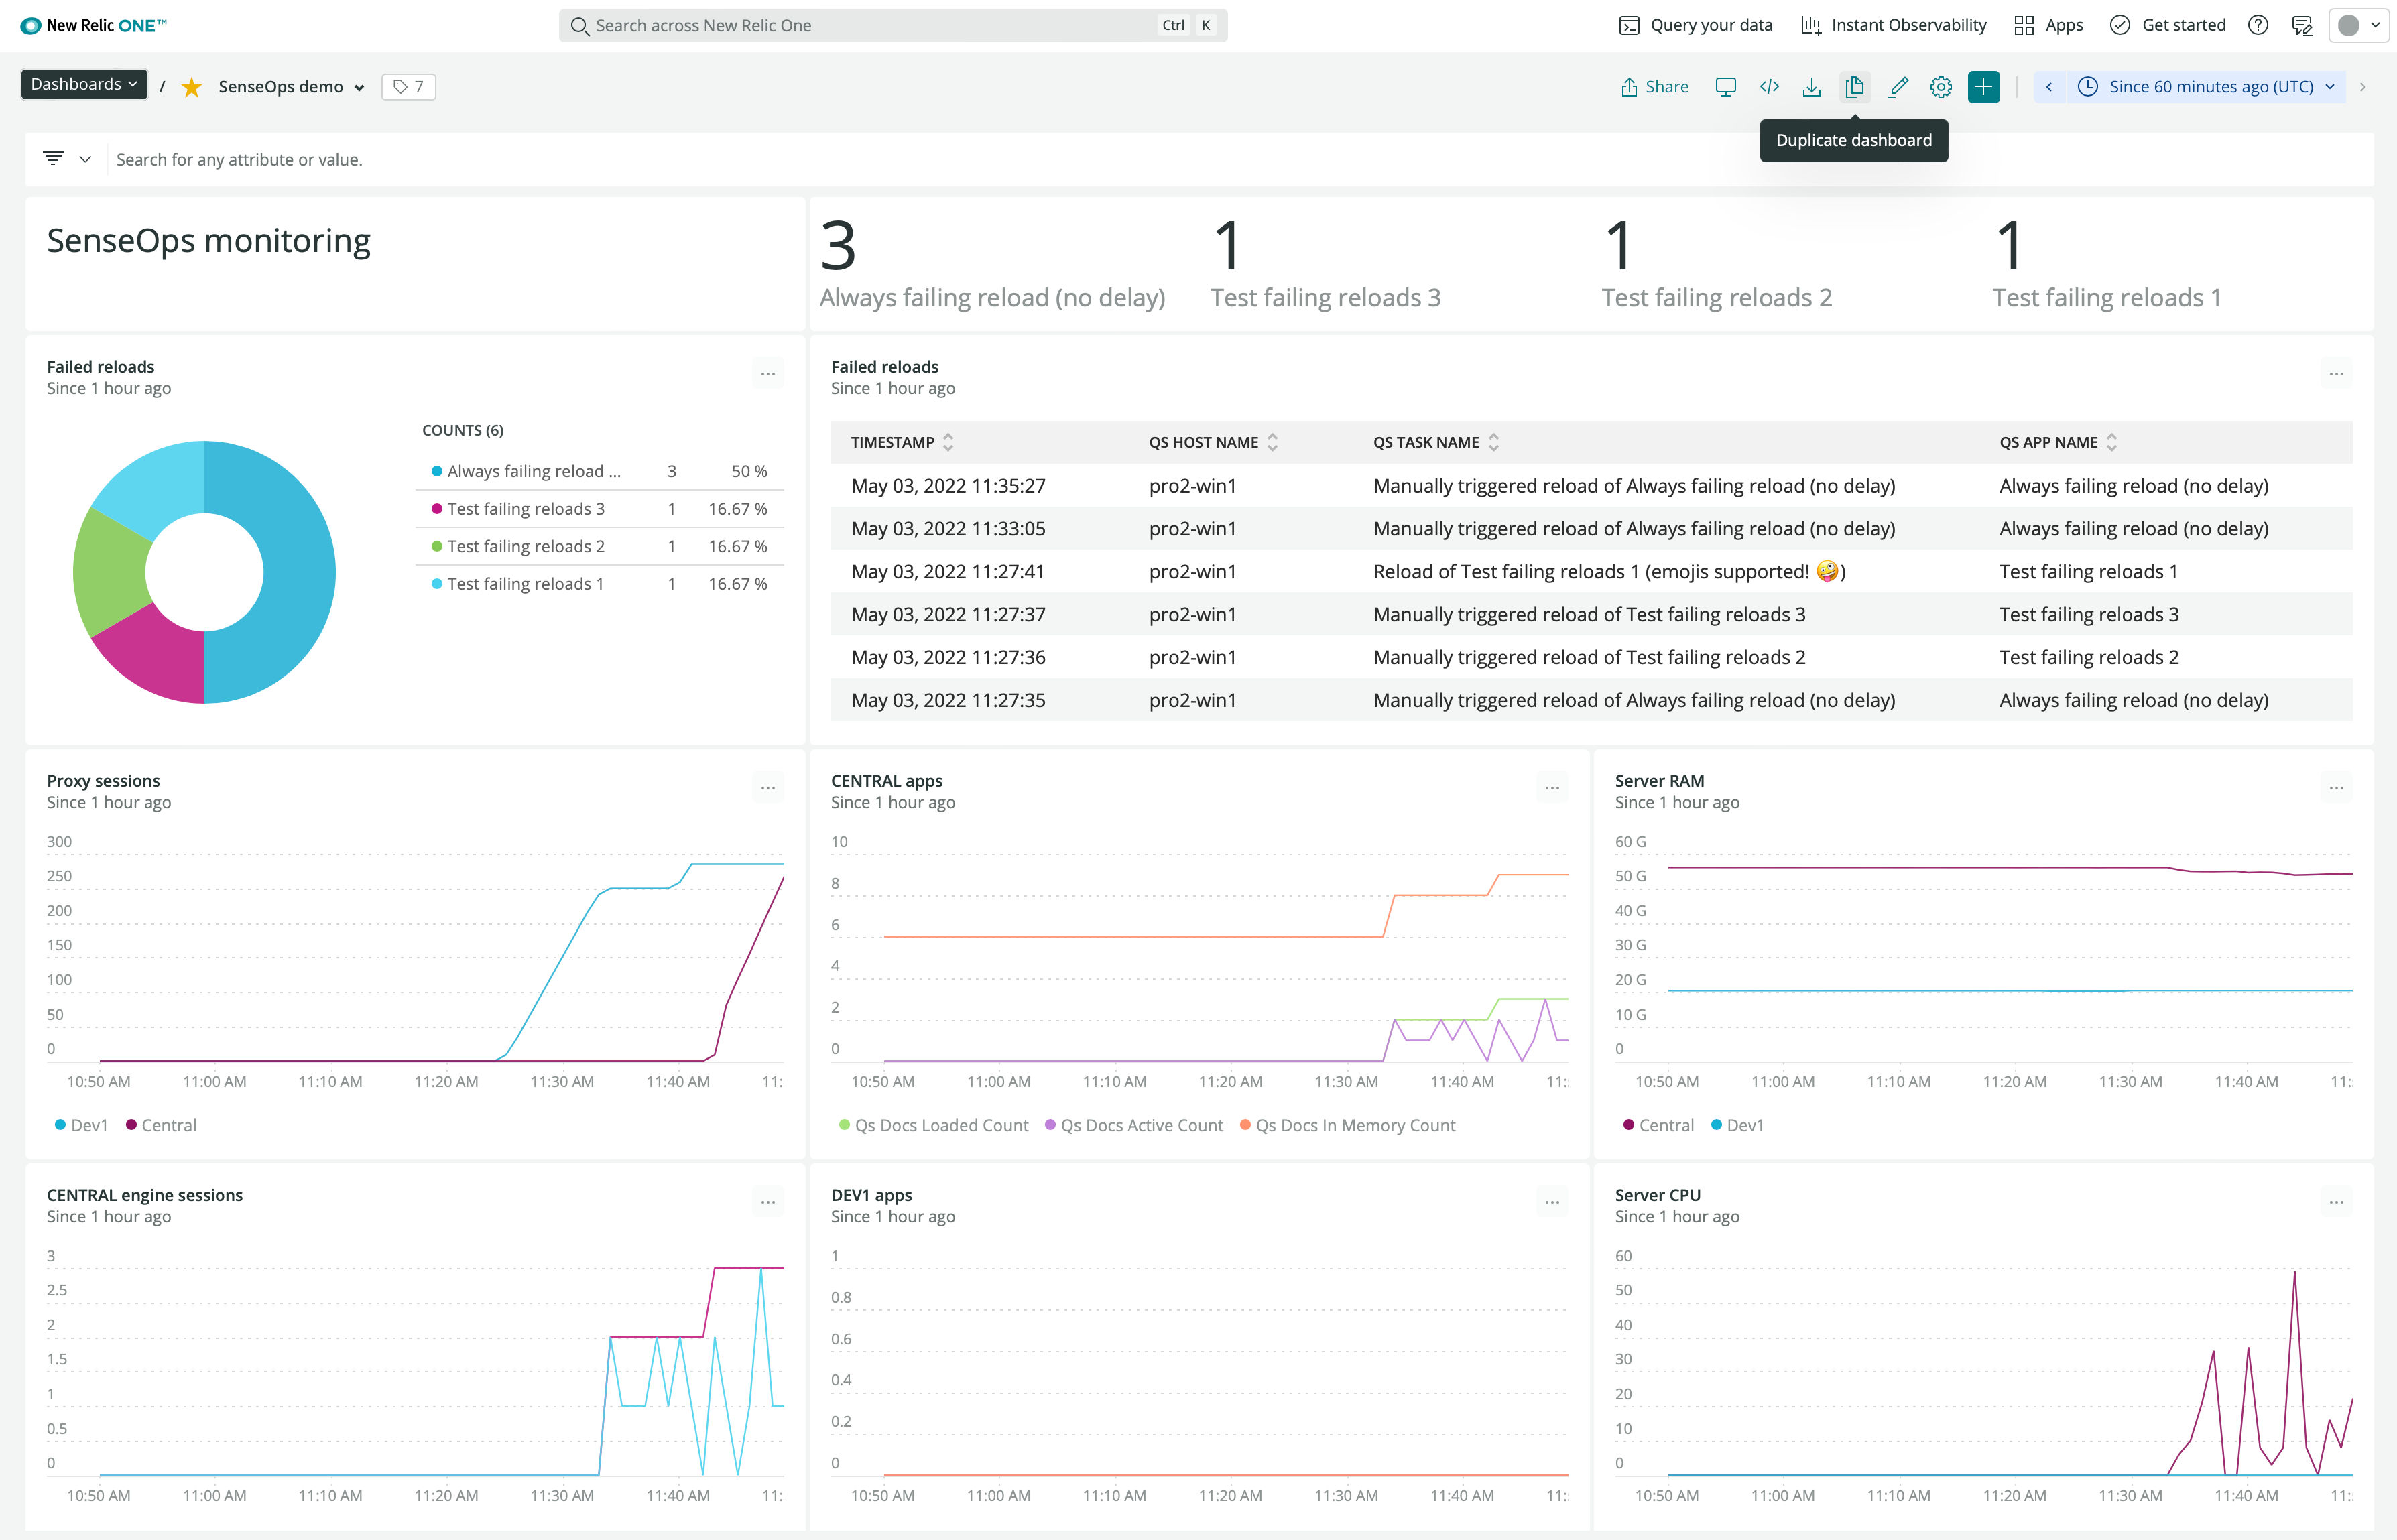 New Relic ONE™
Search across New Relic One
Ctrl K
Query your data
Instant Observability
Apps
Get started
Dashboards / SenseOps demo 7
Share
Since 60 minutes ago (UTC)
Duplicate dashboard
Search for any attribute or value.
SenseOps monitoring
3 1 1 1
Always failing reload (no delay) Test failing reloads 3 Test failing reloads 2 Test failing reloads 1
Failed reloads
Since 1 hour ago
COUNTS (6)
Always failing reload ... 3 50 %
Test failing reloads 3 1 16.67 %
Test failing reloads 2 1 16.67 %
Test failing reloads 1 1 16.67 %
Failed reloads
Since 1 hour ago
TIMESTAMP QS HOST NAME QS TASK NAME QS APP NAME
May 03, 2022 11:35:27 pro2-win1 Manually triggered reload of Always failing reload (no delay) Always failing reload (no delay)
May 03, 2022 11:33:05 pro2-win1 Manually triggered reload of Always failing reload (no delay) Always failing reload (no delay)
May 03, 2022 11:27:41 pro2-win1 Reload of Test failing reloads 1 (emojis supported! 🤪) Test failing reloads 1
May 03, 2022 11:27:37 pro2-win1 Manually triggered reload of Test failing reloads 3 Test failing reloads 3
May 03, 2022 11:27:36 pro2-win1 Manually triggered reload of Test failing reloads 2 Test failing reloads 2
May 03, 2022 11:27:35 pro2-win1 Manually triggered reload of Always failing reload (no delay) Always failing reload (no delay)
Proxy sessions
Since 1 hour ago
300
250
200
150
100
50
0
10:50 AM 11:00 AM 11:10 AM 11:20 AM 11:30 AM 11:40 AM 11:
Dev1 Central
CENTRAL apps
Since 1 hour ago
10
8
6
4
2
0
10:50 AM 11:00 AM 11:10 AM 11:20 AM 11:30 AM 11:40 AM 11:
Qs Docs Loaded Count Qs Docs Active Count Qs Docs In Memory Count
Server RAM
Since 1 hour ago
60 G
50 G
40 G
30 G
20 G
10 G
0
10:50 AM 11:00 AM 11:10 AM 11:20 AM 11:30 AM 11:40 AM 11:
Central Dev1
CENTRAL engine sessions
Since 1 hour ago
3
2.5
2
1.5
1
0.5
0
10:50 AM 11:00 AM 11:10 AM 11:20 AM 11:30 AM 11:40 AM 11:
DEV1 apps
Since 1 hour ago
1
0.8
0.6
0.4
0.2
0
10:50 AM 11:00 AM 11:10 AM 11:20 AM 11:30 AM 11:40 AM 11:
Server CPU
Since 1 hour ago
60
50
40
30
20
10
0
10:50 AM 11:00 AM 11:10 AM 11:20 AM 11:30 AM 11:40 AM 11: